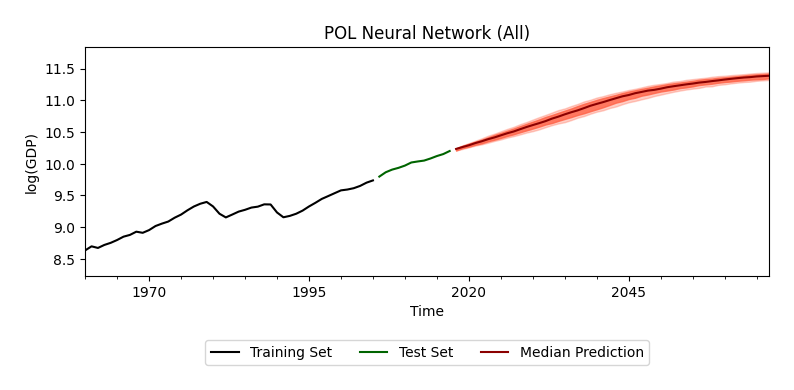 POL Neural Network (All)
log(GDP)
11.5
11.0
10.5
10.0
9.5
9.0
8.5
1970 1995 2020 2045
Time
Training Set Test Set Median Prediction